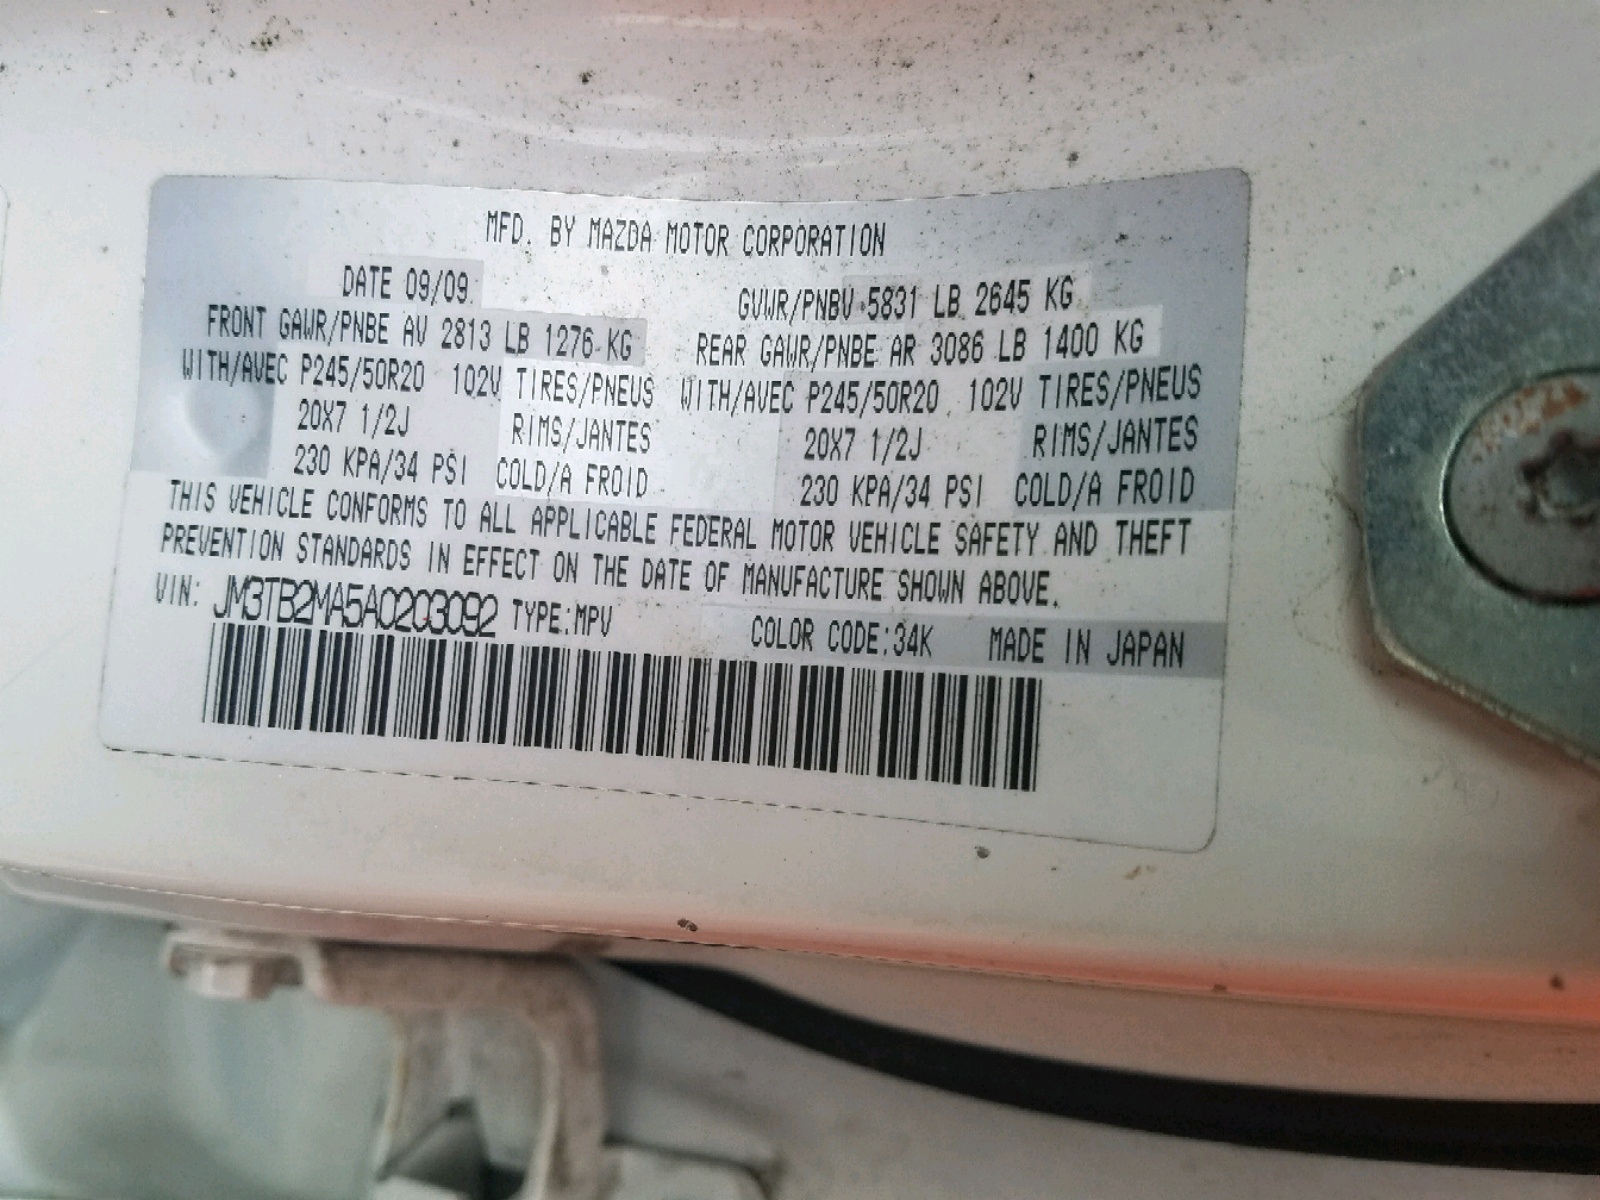 MFD. BY MAZDA MOTOR CORPORATION
DATE 09/09 GVWR/PNBV 5831 LB 2645 KG
FRONT GAWR/PNBE AV 2813 LB 1276 KG REAR GAWR/PNBE AR 3086 LB 1400 KG
WITH/AVEC P245/50R20 102V TIRES/PNEUS WITH/AVEC P245/50R20 102V TIRES/PNEUS
20X7 1/2J RIMS/JANTES 20X7 1/2J RIMS/JANTES
230 KPA/34 PSI COLD/A FROID 230 KPA/34 PSI COLD/A FROID
THIS VEHICLE CONFORMS TO ALL APPLICABLE FEDERAL MOTOR VEHICLE SAFETY AND THEFT
PREVENTION STANDARDS IN EFFECT ON THE DATE OF MANUFACTURE SHOWN ABOVE.
VIN: JM3TB2MA5A0203092 TYPE:MPV COLOR CODE:34K MADE IN JAPAN